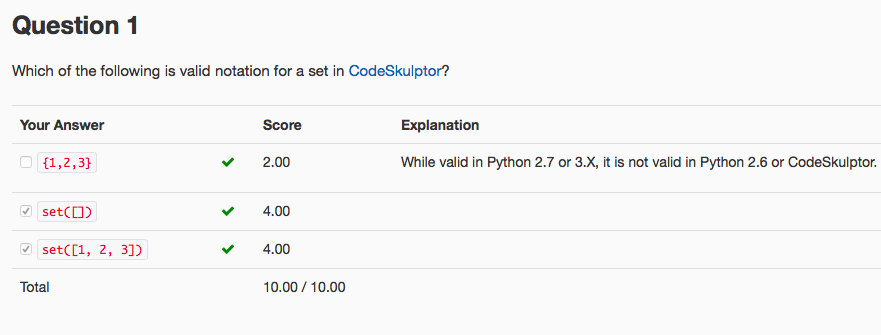 Question 1
Which of the following is valid notation for a set in CodeSkulptor?
Your Answer Score Explanation
{1,2,3} 2.00 While valid in Python 2.7 or 3.X, it is not valid in Python 2.6 or CodeSkulptor.
set([]) 4.00
set([1, 2, 3]) 4.00
Total 10.00 / 10.00